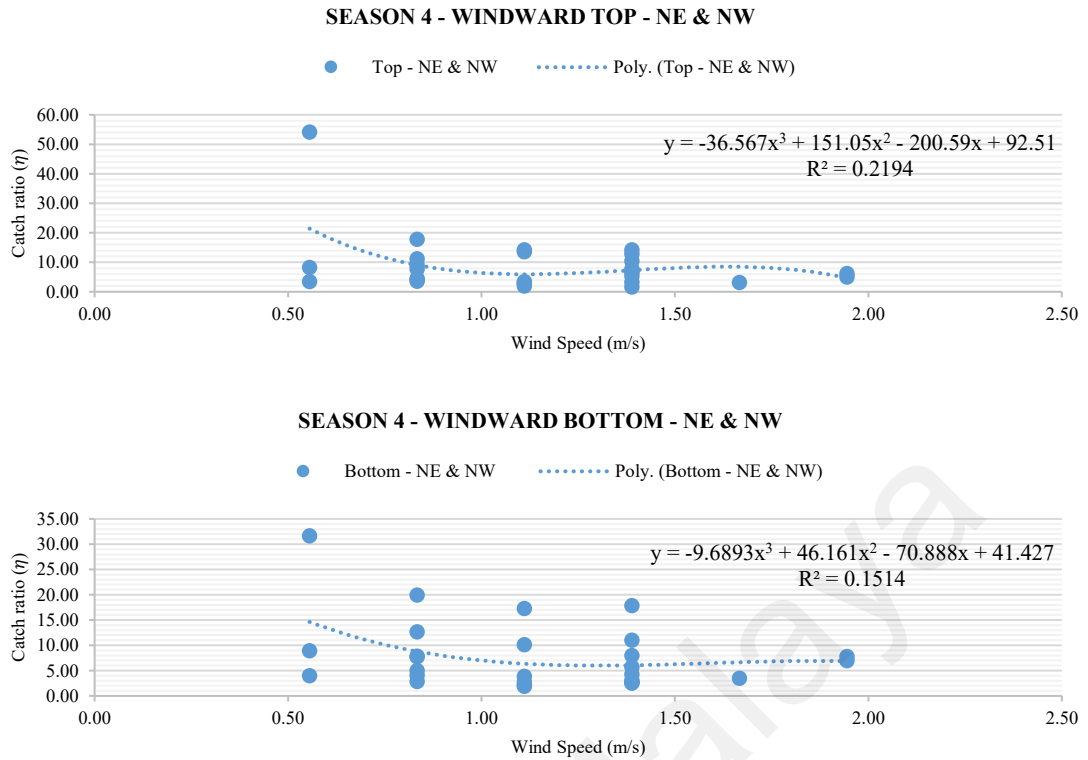 SEASON 4 - WINDWARD TOP - NE & NW
Top - NE & NW Poly. (Top - NE & NW)
60.00
50.00
40.00
30.00
20.00
10.00
0.00
Catch ratio (η)
y = -36.567x³ + 151.05x² - 200.59x + 92.51
R² = 0.2194
0.00 0.50 1.00 1.50 2.00 2.50
Wind Speed (m/s)
SEASON 4 - WINDWARD BOTTOM - NE & NW
Bottom - NE & NW Poly. (Bottom - NE & NW)
35.00
30.00
25.00
20.00
15.00
10.00
5.00
0.00
Catch ratio (η)
y = -9.6893x³ + 46.161x² - 70.888x + 41.427
R² = 0.1514
0.00 0.50 1.00 1.50 2.00 2.50
Wind Speed (m/s)
alaya